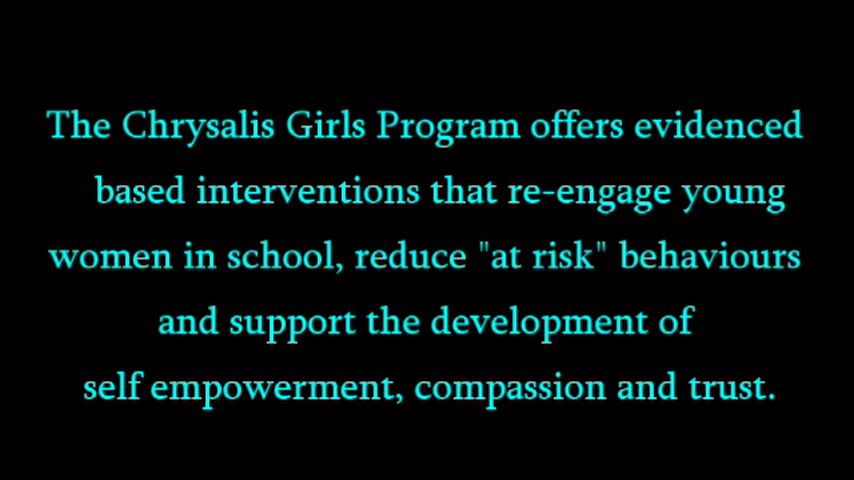 The Chrysalis Girls Program offers evidenced
based interventions that re-engage young
women in school, reduce "at risk" behaviours
and support the development of
self empowerment, compassion and trust.